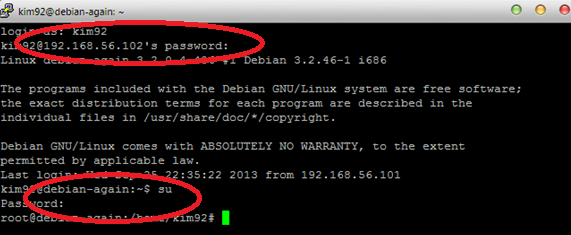 kim92@debian-again: ~
login as: kim92
kim92@192.168.56.102's password:
Linux debian-again 3.2.0-4-486 #1 Debian 3.2.46-1 i686
The programs included with the Debian GNU/Linux system are free software;
the exact distribution terms for each program are described in the
individual files in /usr/share/doc/*/copyright.
Debian GNU/Linux comes with ABSOLUTELY NO WARRANTY, to the extent
permitted by applicable law.
Last login: Wed Sep 25 22:35:22 2013 from 192.168.56.101
kim92@debian-again:~$ su
Password:
root@debian-again:/home/kim92#